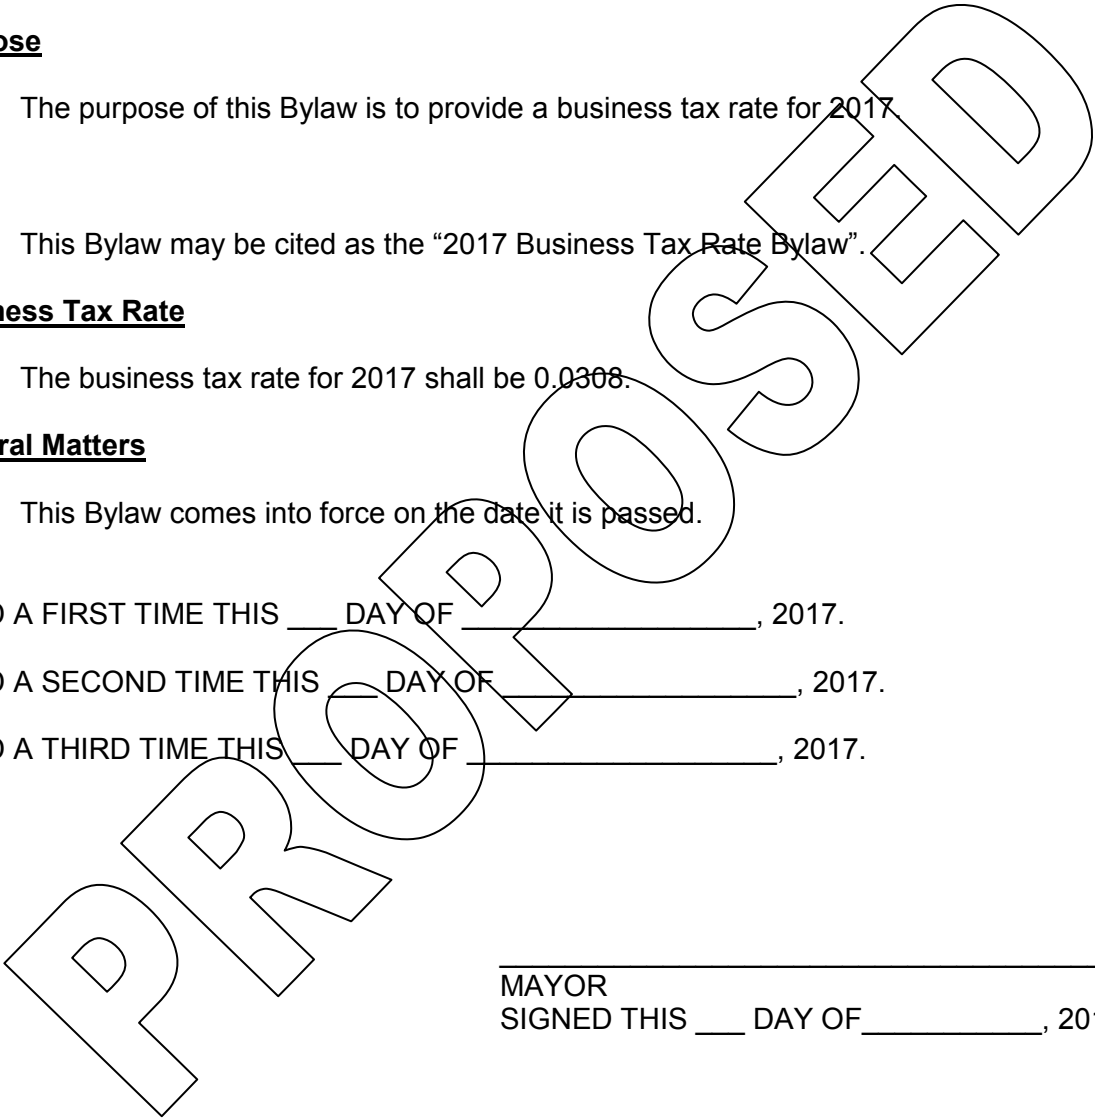 ose
The purpose of this Bylaw is to provide a business tax rate for 2017.
This Bylaw may be cited as the “2017 Business Tax Rate Bylaw”.
ness Tax Rate
The business tax rate for 2017 shall be 0.0308.
ral Matters
This Bylaw comes into force on the date it is passed.
D A FIRST TIME THIS ___ DAY OF __________________, 2017.
D A SECOND TIME THIS ___ DAY OF __________________, 2017.
D A THIRD TIME THIS ___ DAY OF ___________________, 2017.
PROPOSED
MAYOR
SIGNED THIS ___ DAY OF___________, 201